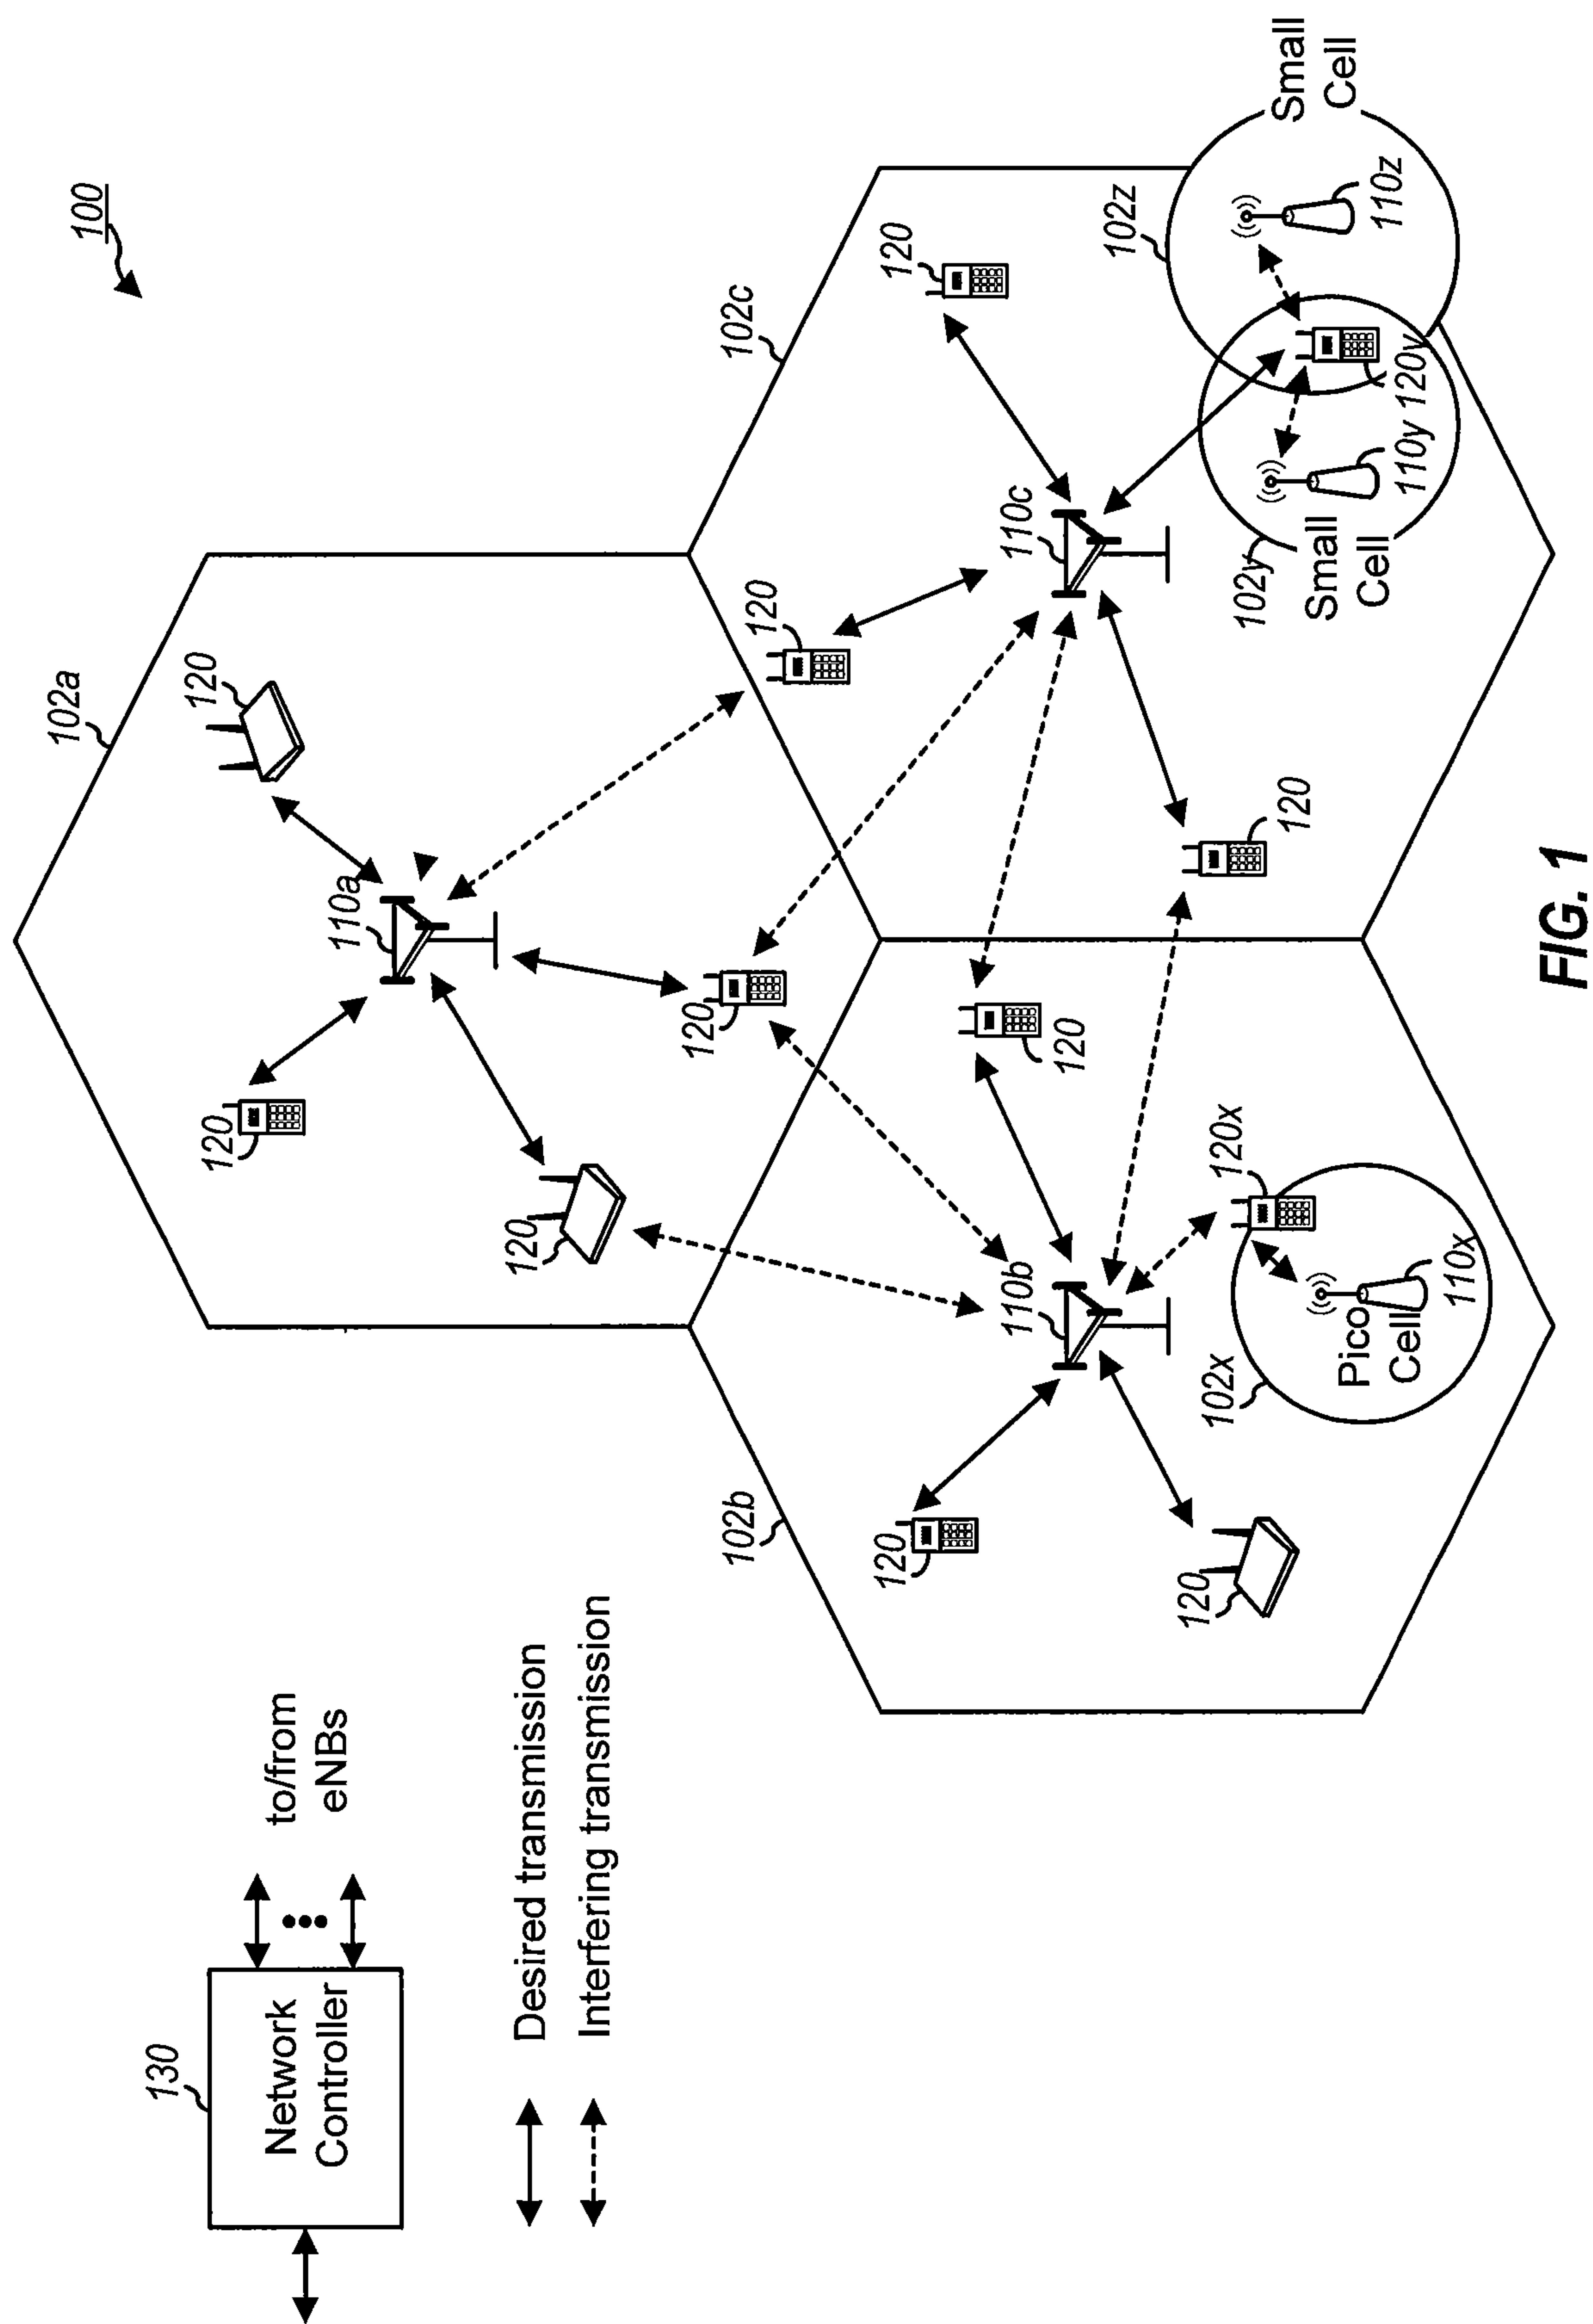 100
130
Network
Controller
to/from
eNBs
Desired transmission
Interfering transmission
102a
120
120
110a
120
120
102b
120
120
110b
120
120x
102x
Pico
Cell
110x
102c
120
120
110c
120
102z
Small
Cell
110z
102y
Small
Cell
110y
120y
FIG. 1